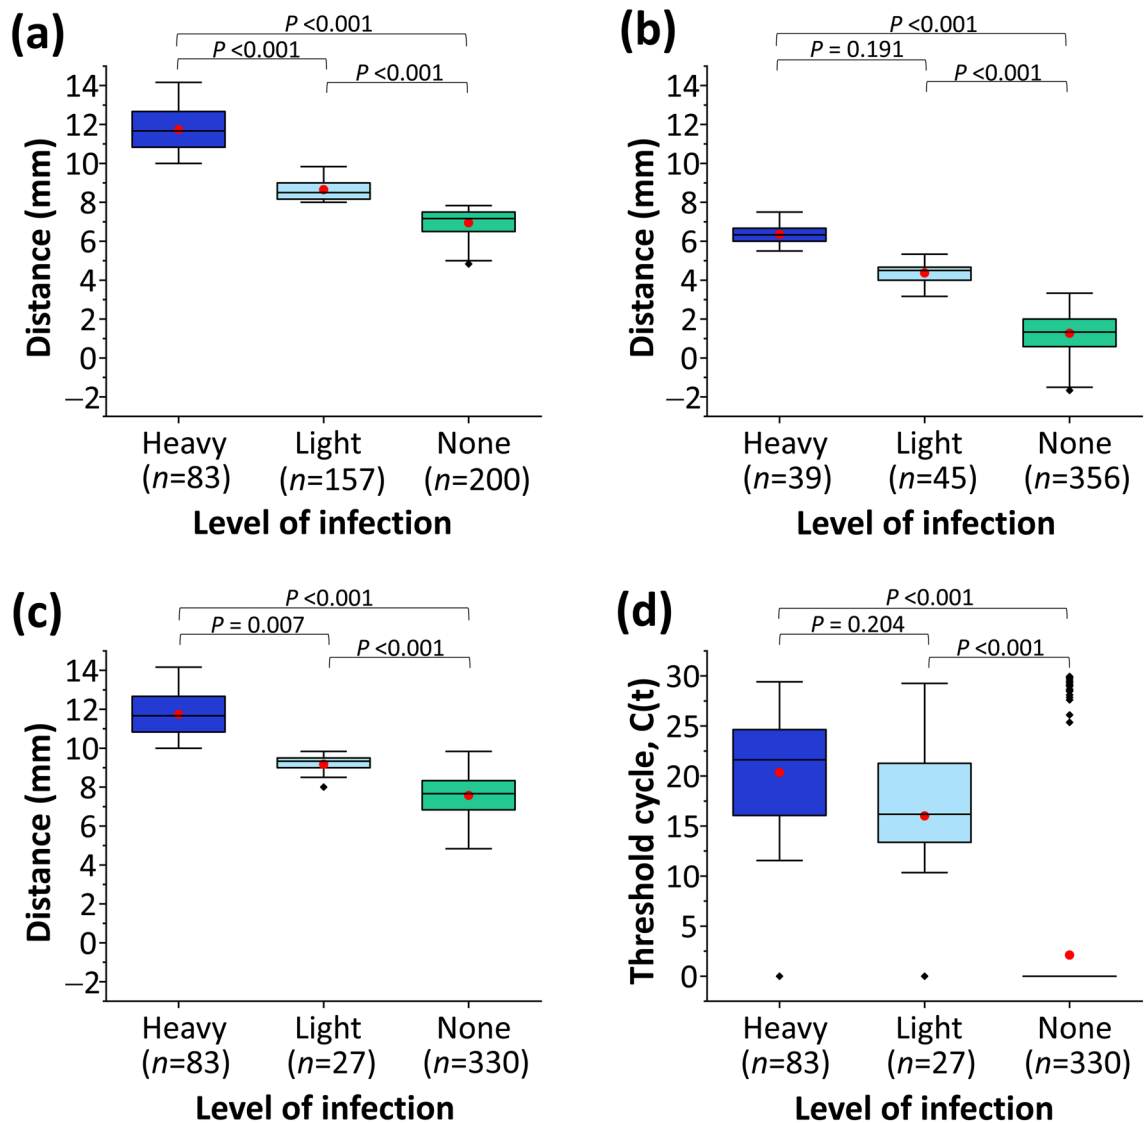 (a)
P <0.001
P <0.001
P <0.001
Distance (mm)
14
12
10
8
6
4
2
0
−2
Heavy Light None
(n=83) (n=157) (n=200)
Level of infection
(b)
P <0.001
P = 0.191
P <0.001
Distance (mm)
14
12
10
8
6
4
2
0
−2
Heavy Light None
(n=39) (n=45) (n=356)
Level of infection
(c)
P <0.001
P = 0.007
P <0.001
Distance (mm)
14
12
10
8
6
4
2
0
−2
Heavy Light None
(n=83) (n=27) (n=330)
Level of infection
(d)
P <0.001
P = 0.204
P <0.001
Threshold cycle, C(t)
30
25
20
15
10
5
0
Heavy Light None
(n=83) (n=27) (n=330)
Level of infection